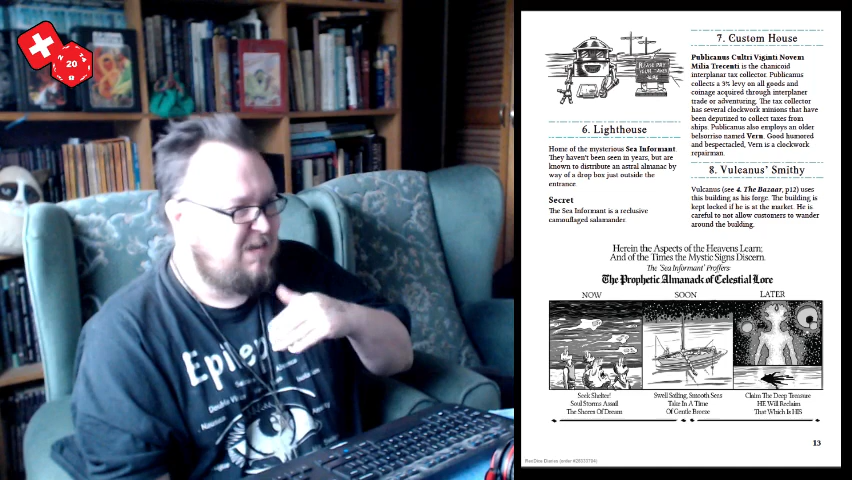 20
Epilep
PLEASE PAY
YOUR TAXES
HERE
6. Lighthouse
Home of the mysterious Sea Informant.
They haven't been seen in years, but are
known to distribute an astral almanac by
way of a drop box just outside the
entrance.
Secret
The Sea Informant is a reclusive
camouflaged salamander.
7. Custom House
Publicanus Cultri Viginti Novem
Milia Trecenti is the chanicoid
interplanar tax collector. Publicanus
collects a 3% levy on all goods and
coinage acquired through interplaner
trade or adventuring. The tax collector
has several clockwork minions that have
been deputized to collect taxes from
ships. Publicanus also employs an older
belsorriso named Vern. Good humored
and bespectacled, Vern is a clockwork
repairman.
8. Vulcanus' Smithy
Vulcanus (see 4. The Bazaar, p12) uses
this building as his forge. The building is
kept locked if he is at the market. He is
careful to not allow customers to wander
around the building.
Herein the Aspects of the Heavens Learn;
And of the Times the Mystic Signs Discern.
The 'Sea Informant' Proffers
The Prophetic Almanack of Celestial Lore
NOW SOON LATER
Seek Shelter! Swell Sailing, Smooth Seas Claim The Deep Treasure
Soul Storms Assail Take In A Time HE Will Reclaim
The Shores Of Dream Of Gentle Breeze That Which Is HIS
13